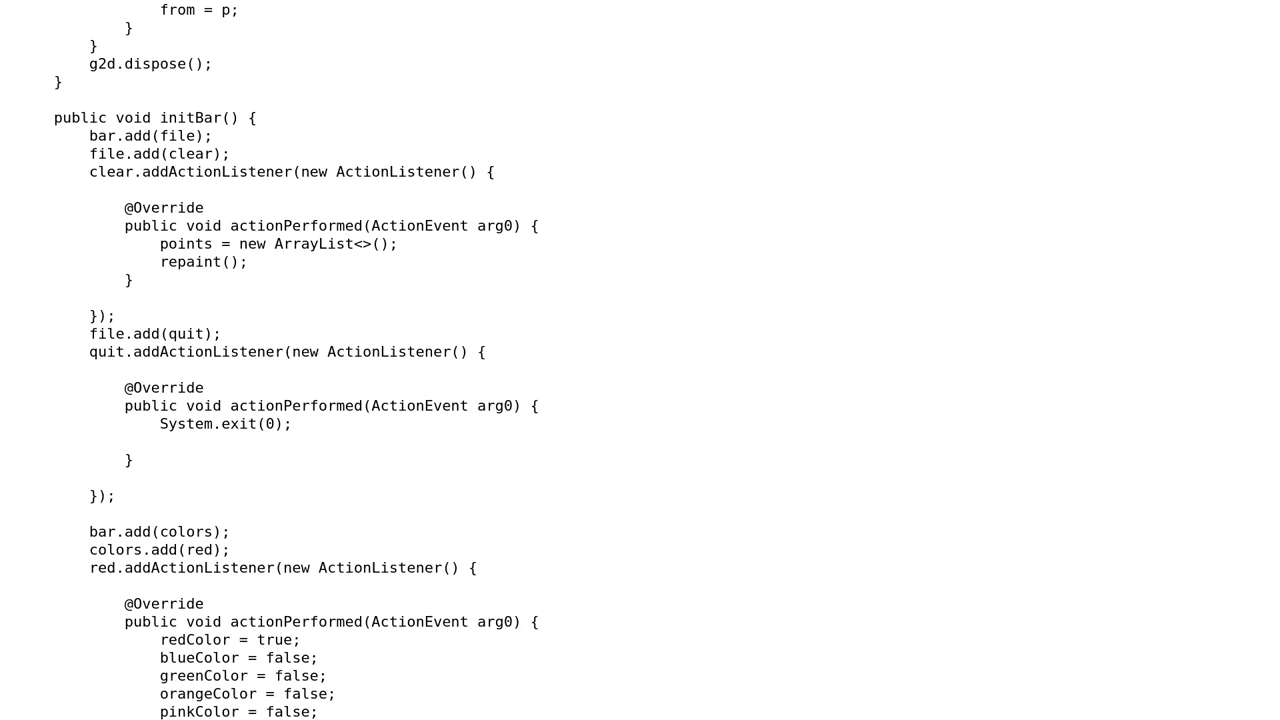 from = p;
        }
    }
    g2d.dispose();
}

public void initBar() {
    bar.add(file);
    file.add(clear);
    clear.addActionListener(new ActionListener() {

        @Override
        public void actionPerformed(ActionEvent arg0) {
            points = new ArrayList<>();
            repaint();
        }

    });
    file.add(quit);
    quit.addActionListener(new ActionListener() {

        @Override
        public void actionPerformed(ActionEvent arg0) {
            System.exit(0);

        }

    });

    bar.add(colors);
    colors.add(red);
    red.addActionListener(new ActionListener() {

        @Override
        public void actionPerformed(ActionEvent arg0) {
            redColor = true;
            blueColor = false;
            greenColor = false;
            orangeColor = false;
            pinkColor = false;